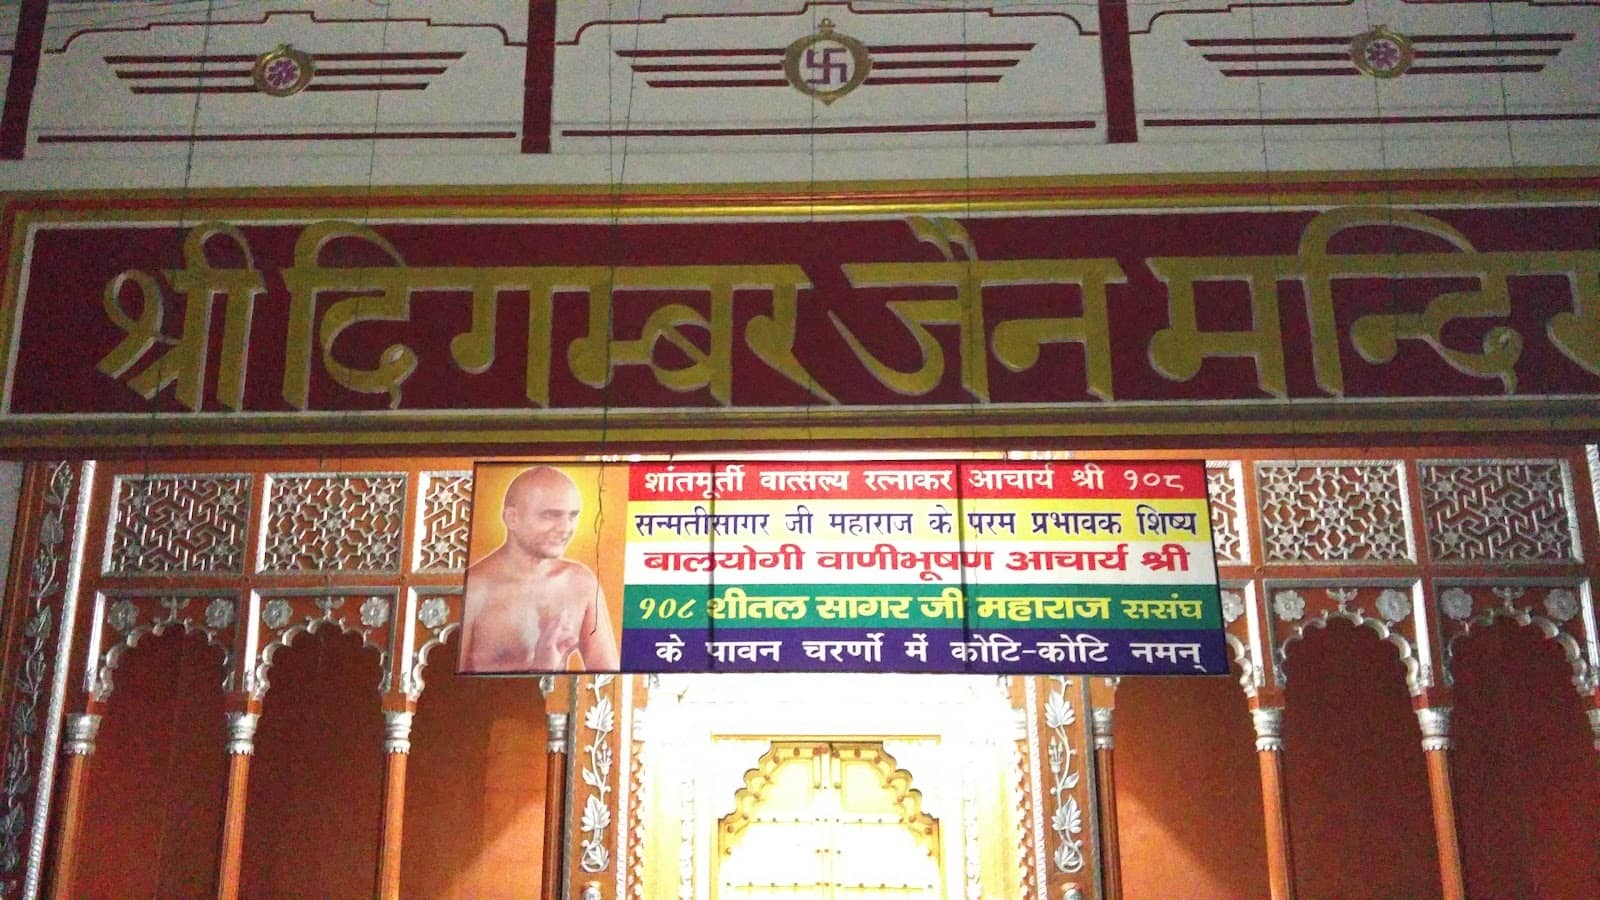 श्री दिगम्बर जैन मन्दिर
शांतमूर्ती वात्सल्य रत्नाकर आचार्य श्री १०८
सन्मतीसागर जी महाराज के परम प्रभावक शिष्य
बालयोगी वाणीभूषण आचार्य श्री
१०८ शीतल सागर जी महाराज ससंघ
के पावन चरर्णो में कोटि-कोटि नमन्